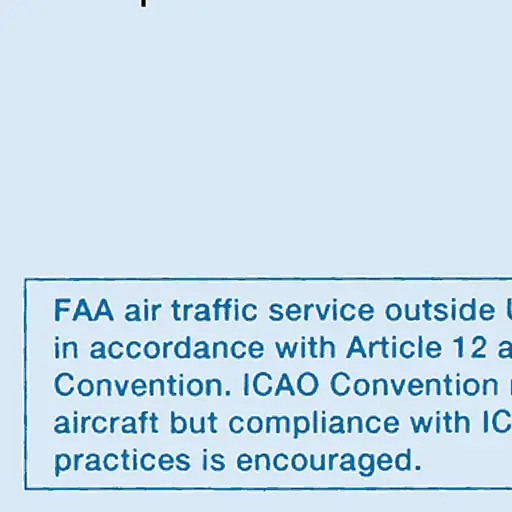 FAA air traffic service outside
in accordance with Article 12
Convention. ICAO Convention
aircraft but compliance with
practices is encouraged.